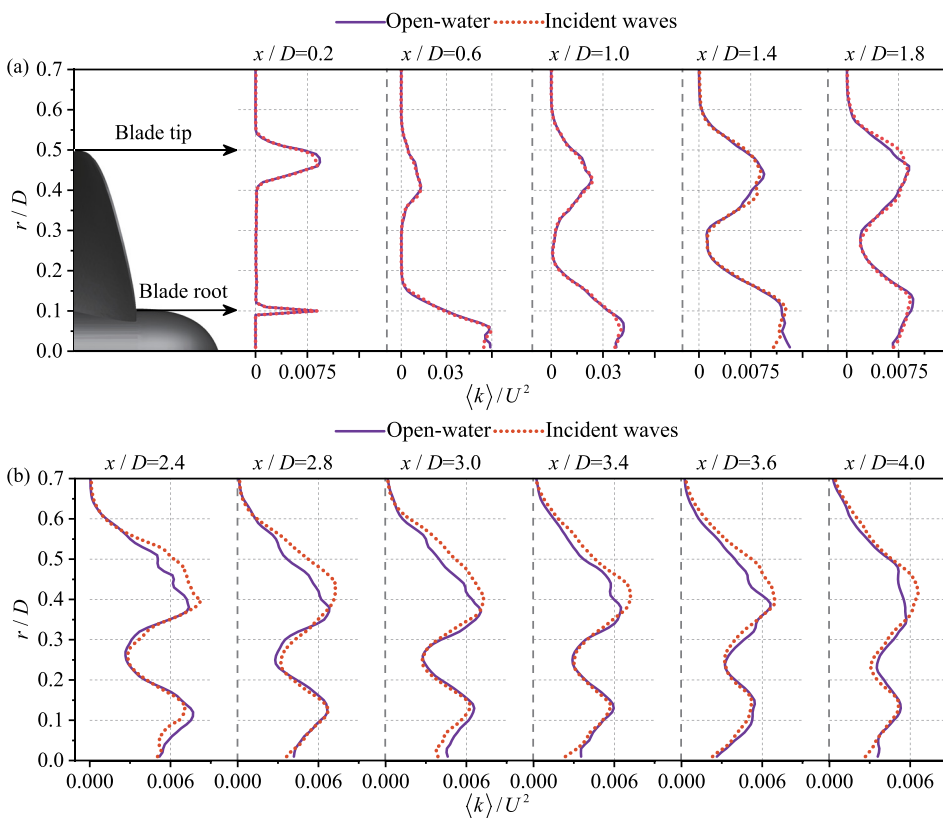 Open-water Incident waves
(a) x / D=0.2 x / D=0.6 x / D=1.0 x / D=1.4 x / D=1.8
0.7
0.6
Blade tip
0.5
0.4
r / D
0.3
0.2
Blade root
0.1
0.0
0 0.0075 0 0.03 0 0.03 0 0.0075 0 0.0075
⟨k⟩/U²
Open-water Incident waves
(b) x / D=2.4 x / D=2.8 x / D=3.0 x / D=3.4 x / D=3.6 x / D=4.0
0.7
0.6
0.5
0.4
r / D
0.3
0.2
0.1
0.0
0.000 0.006 0.000 0.006 0.000 0.006 0.000 0.006 0.000 0.006 0.000 0.006
⟨k⟩/U²